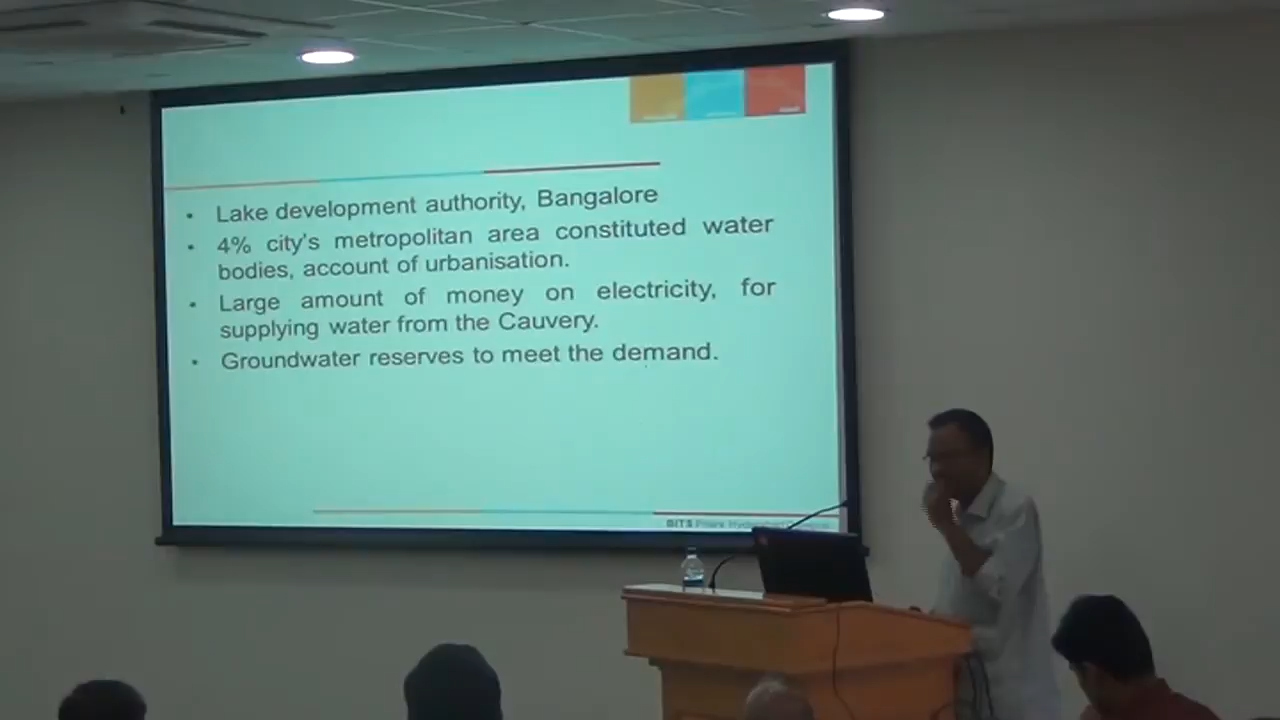 • Lake development authority, Bangalore
• 4% city's metropolitan area constituted water
bodies, account of urbanisation.
• Large amount of money on electricity, for
supplying water from the Cauvery.
• Groundwater reserves to meet the demand.
BITS Pilani